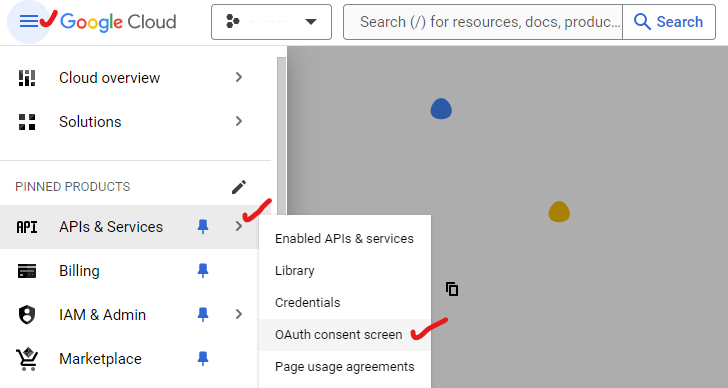 Google Cloud
Search (/) for resources, docs, produc...
Search
Cloud overview
Solutions
PINNED PRODUCTS
API APIs & Services
Billing
IAM & Admin
Marketplace
Enabled APIs & services
Library
Credentials
OAuth consent screen
Page usage agreements